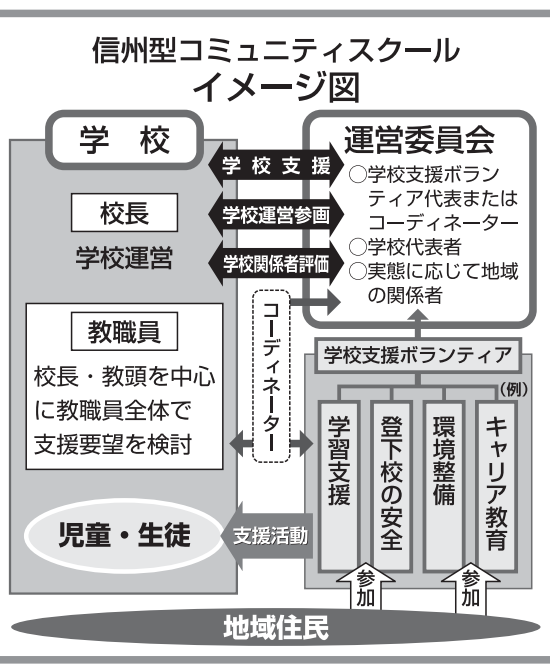 信州型コミュニティスクール
イメージ図
学　校
校長
学校運営
教職員
校長・教頭を中心
に教職員全体で
支援要望を検討
児童・生徒
学校支援
学校運営参画
学校関係者評価
コーディネーター
支援活動
運営委員会
○学校支援ボラン
ティア代表または
コーディネーター
○学校代表者
○実態に応じて地域
の関係者
学校支援ボランティア
(例)
学習支援
登下校の安全
環境整備
キャリア教育
参加
参加
地域住民